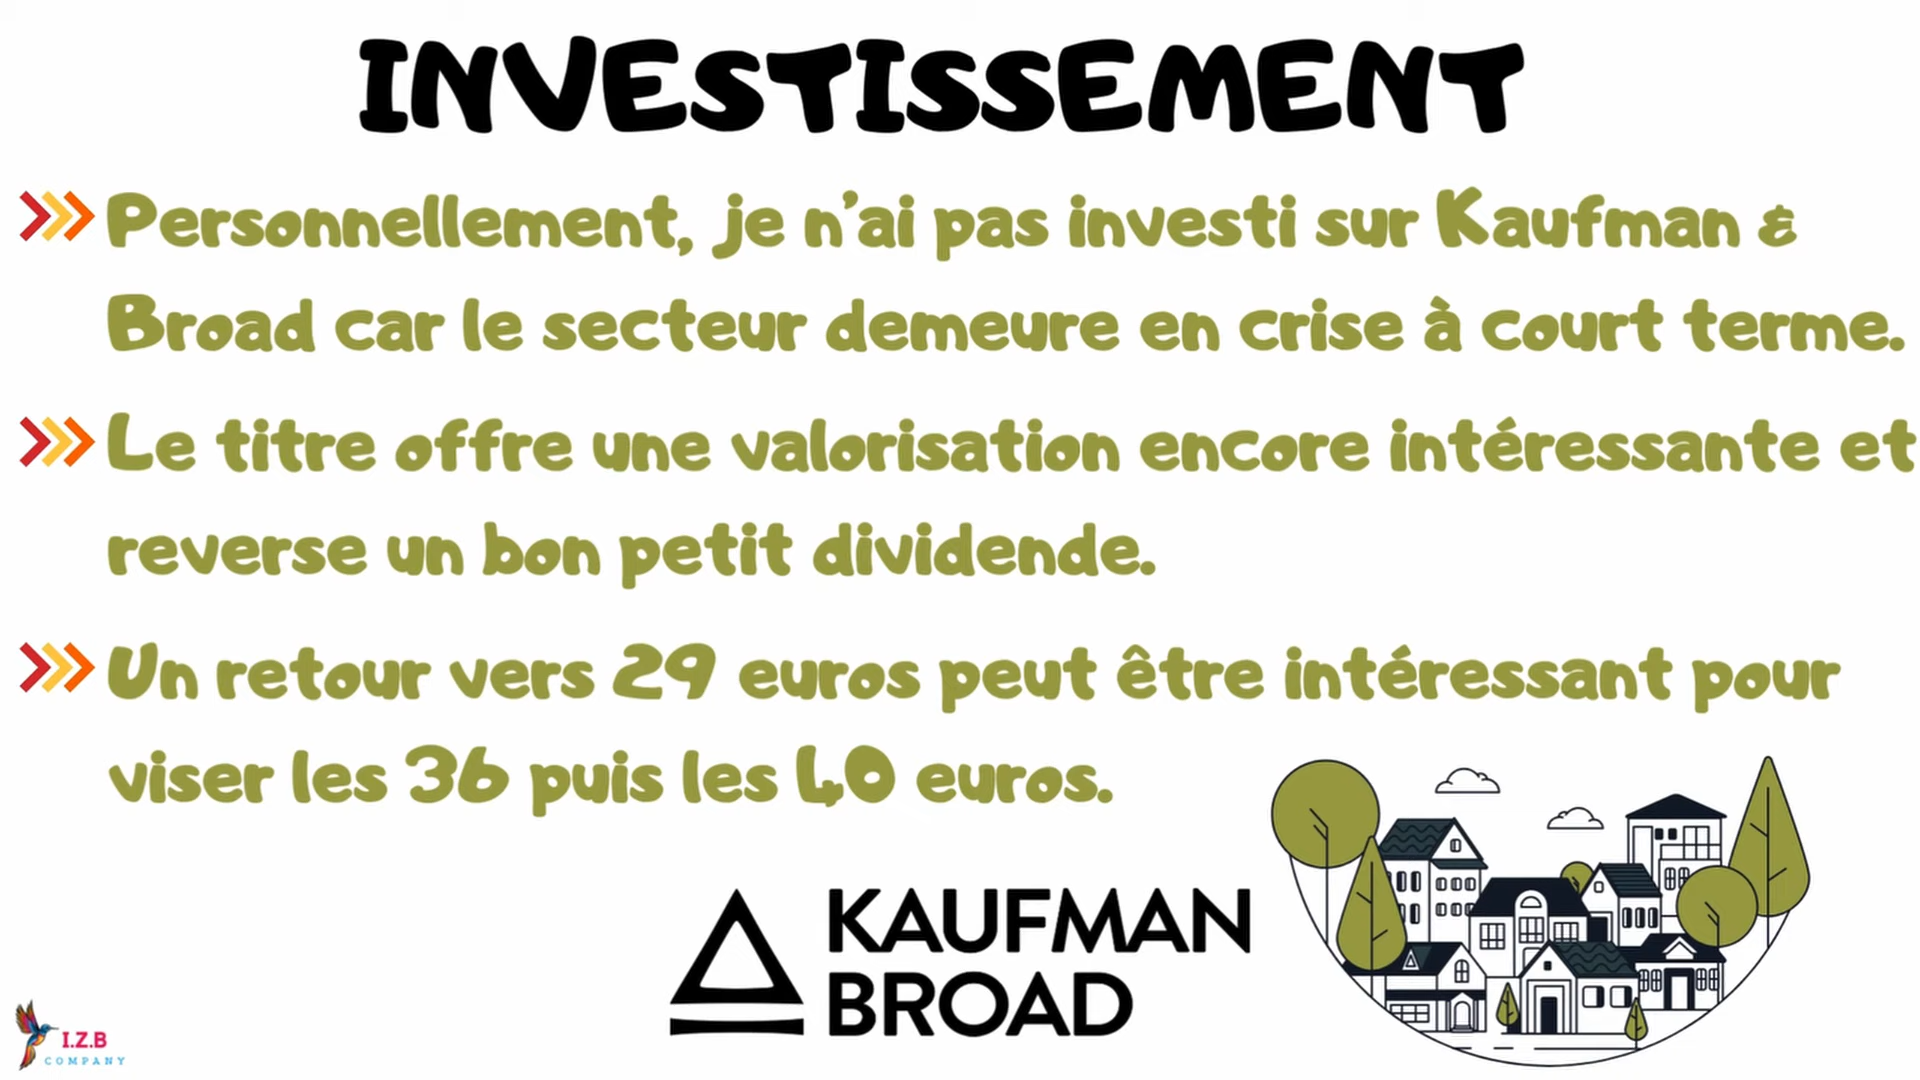 INVESTISSEMENT
Personnellement, je n'ai pas investi sur Kaufman &
Broad car le secteur demeure en crise à court terme.
Le titre offre une valorisation encore intéressante et
reverse un bon petit dividende.
Un retour vers 29 euros peut être intéressant pour
viser les 36 puis les 40 euros.
KAUFMAN
BROAD
I.Z.B
COMPANY